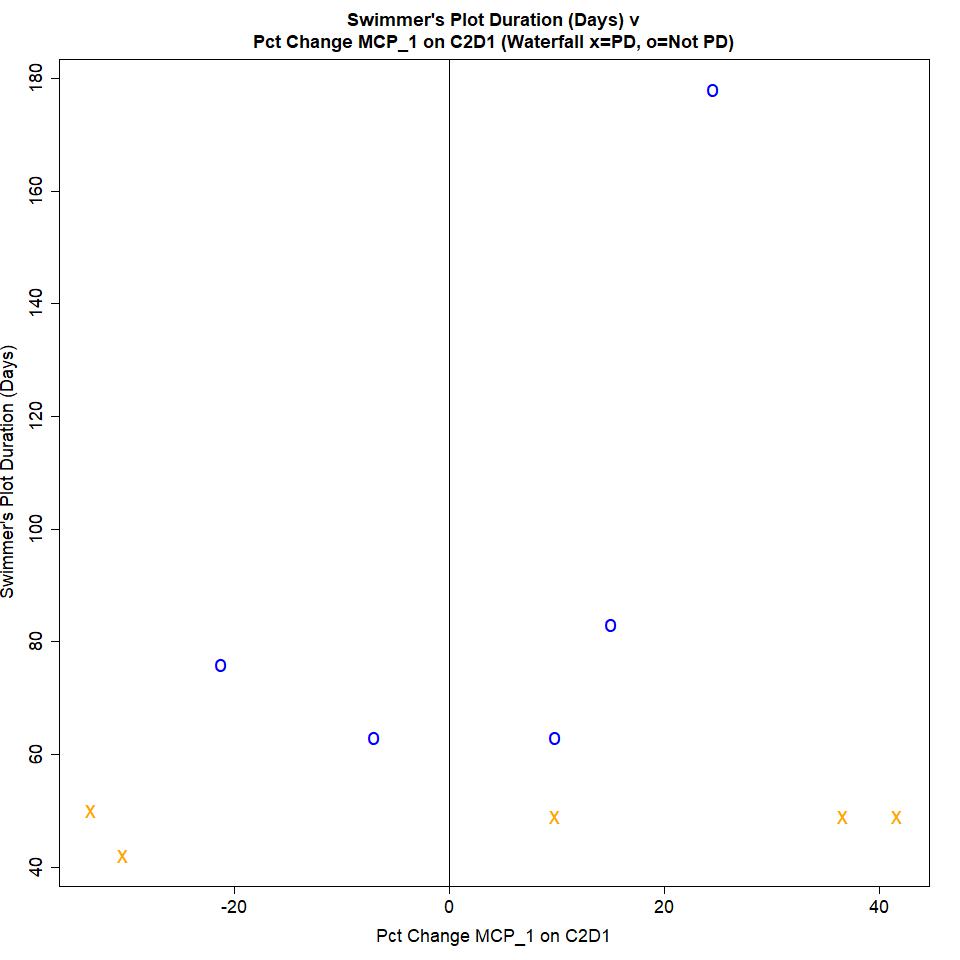 Swimmer's Plot Duration (Days) v
Pct Change MCP_1 on C2D1 (Waterfall x=PD, o=Not PD)
Swimmer's Plot Duration (Days)
180
160
140
120
100
80
60
40
o
o
o
o
o
x
x
x
x
x
-20
0
20
40
Pct Change MCP_1 on C2D1